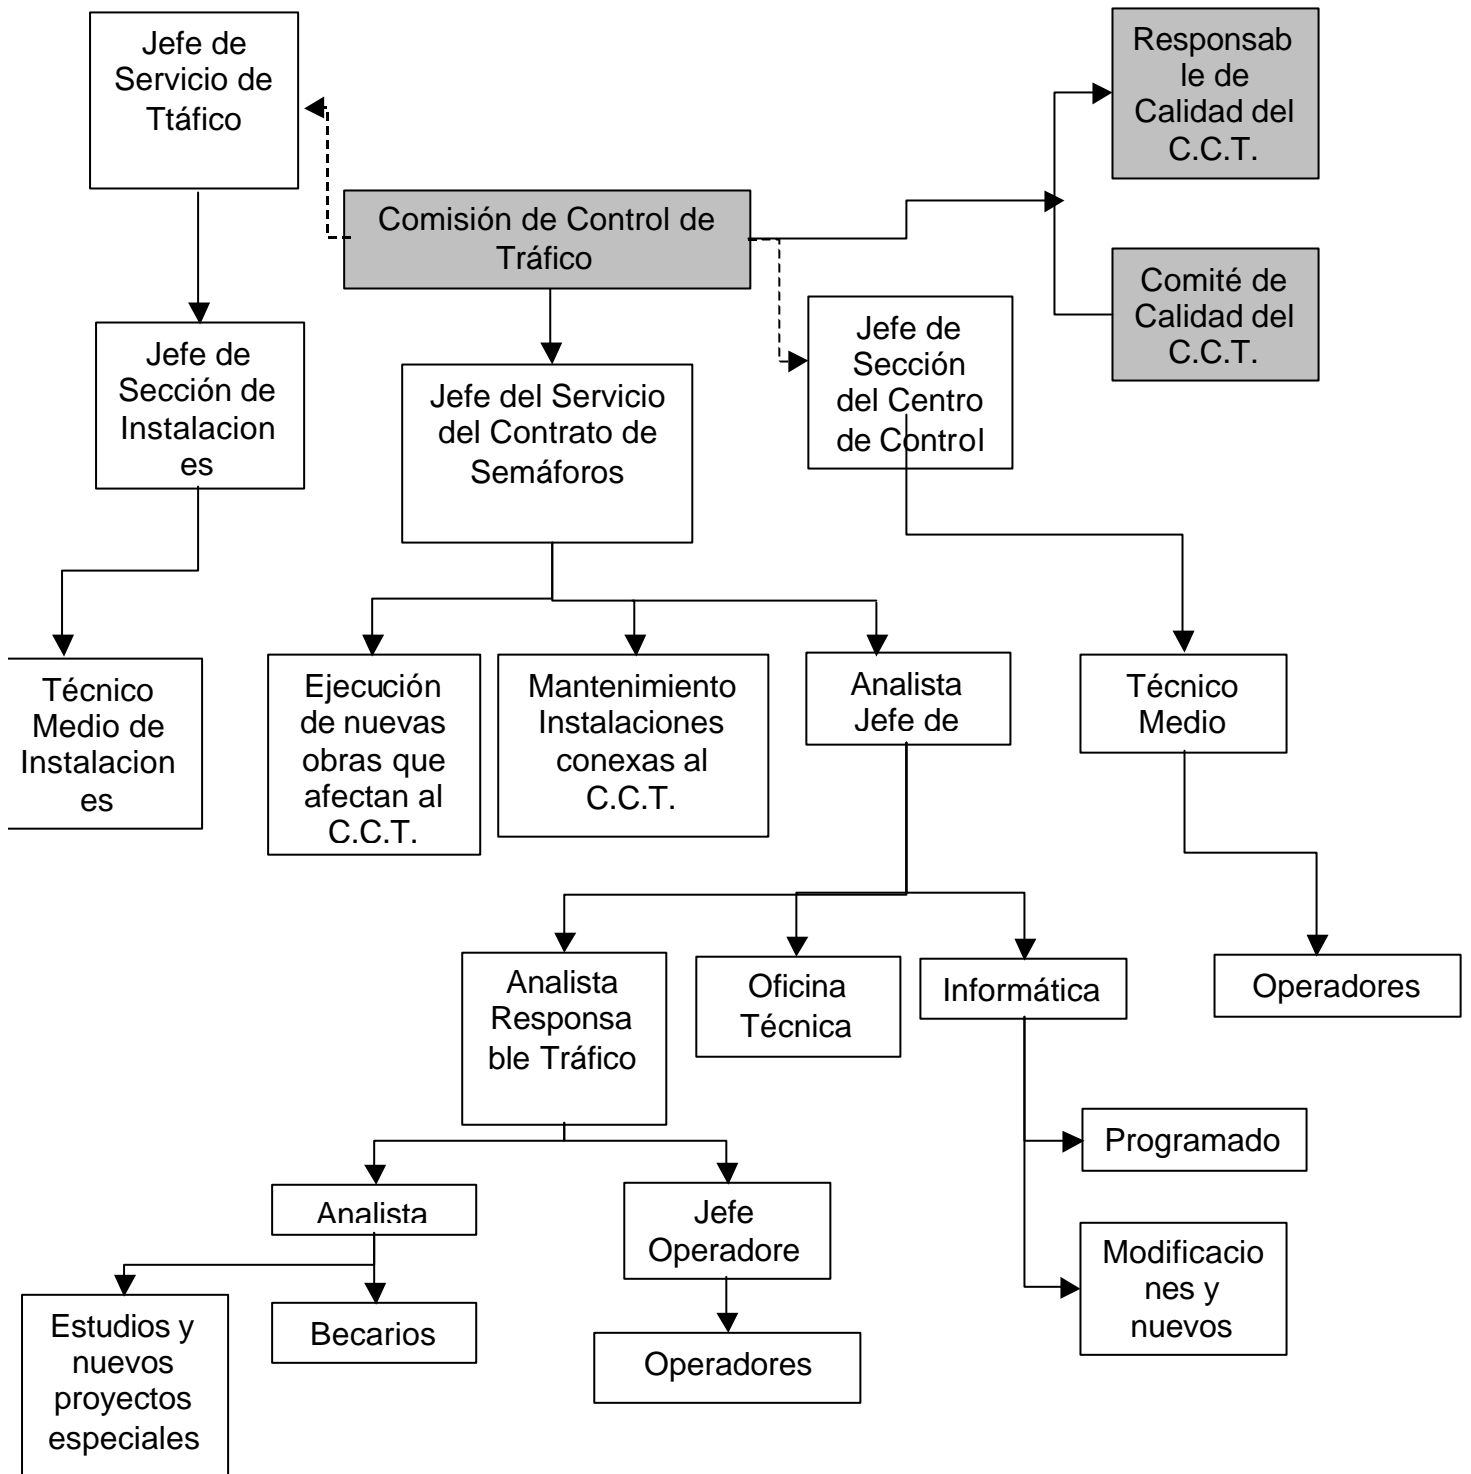 Jefe de
Servicio de
Ttáfico
Responsab
le de
Calidad del
C.C.T.
Comisión de Control de
Tráfico
Comité de
Calidad del
C.C.T.
Jefe de
Sección de
Instalacion
es
Jefe del Servicio
del Contrato de
Semáforos
Jefe de
Sección
del Centro
de Control
Técnico
Medio de
Instalacion
es
Ejecución
de nuevas
obras que
afectan al
C.C.T.
Mantenimiento
Instalaciones
conexas al
C.C.T.
Analista
Jefe de
Técnico
Medio
Analista
Responsa
ble Tráfico
Oficina
Técnica
Informática
Operadores
Programado
Analista
Jefe
Operadore
Modificacio
nes y
nuevos
Estudios y
nuevos
proyectos
especiales
Becarios
Operadores